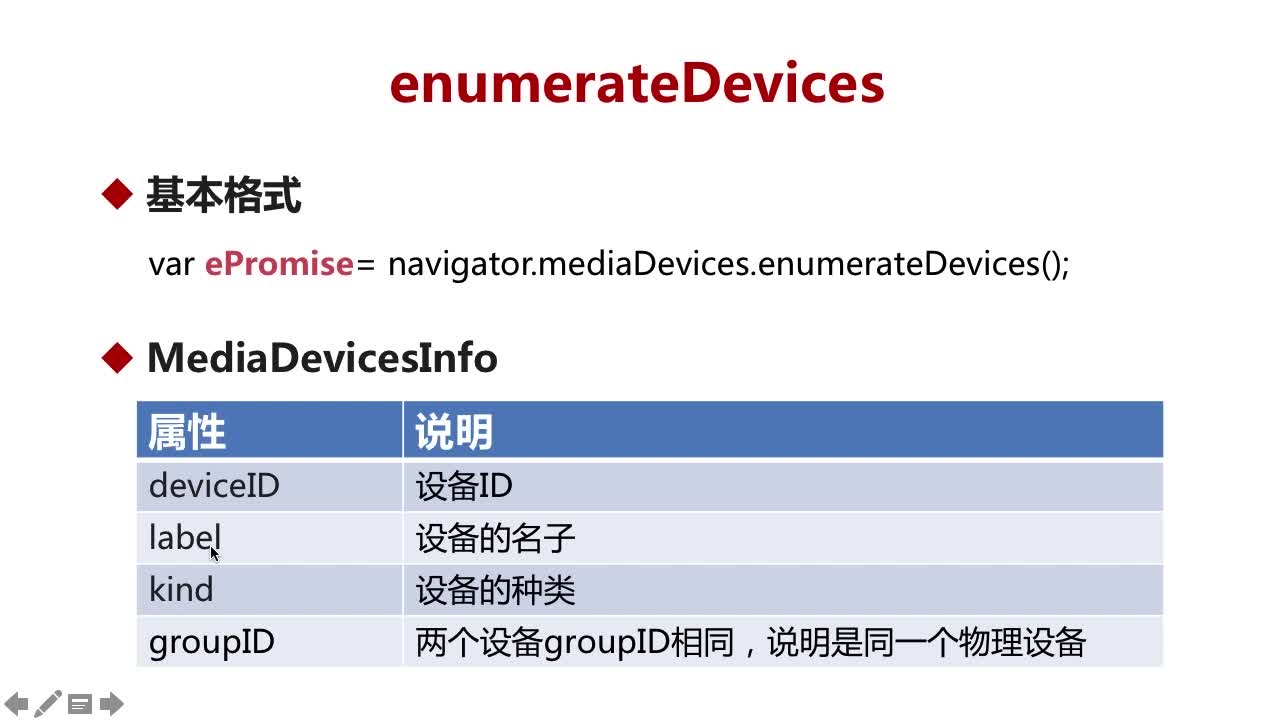 enumerateDevices
基本格式
var ePromise= navigator.mediaDevices.enumerateDevices();
MediaDevicesInfo
属性 说明
deviceID 设备ID
label 设备的名子
kind 设备的种类
groupID 两个设备groupID相同，说明是同一个物理设备